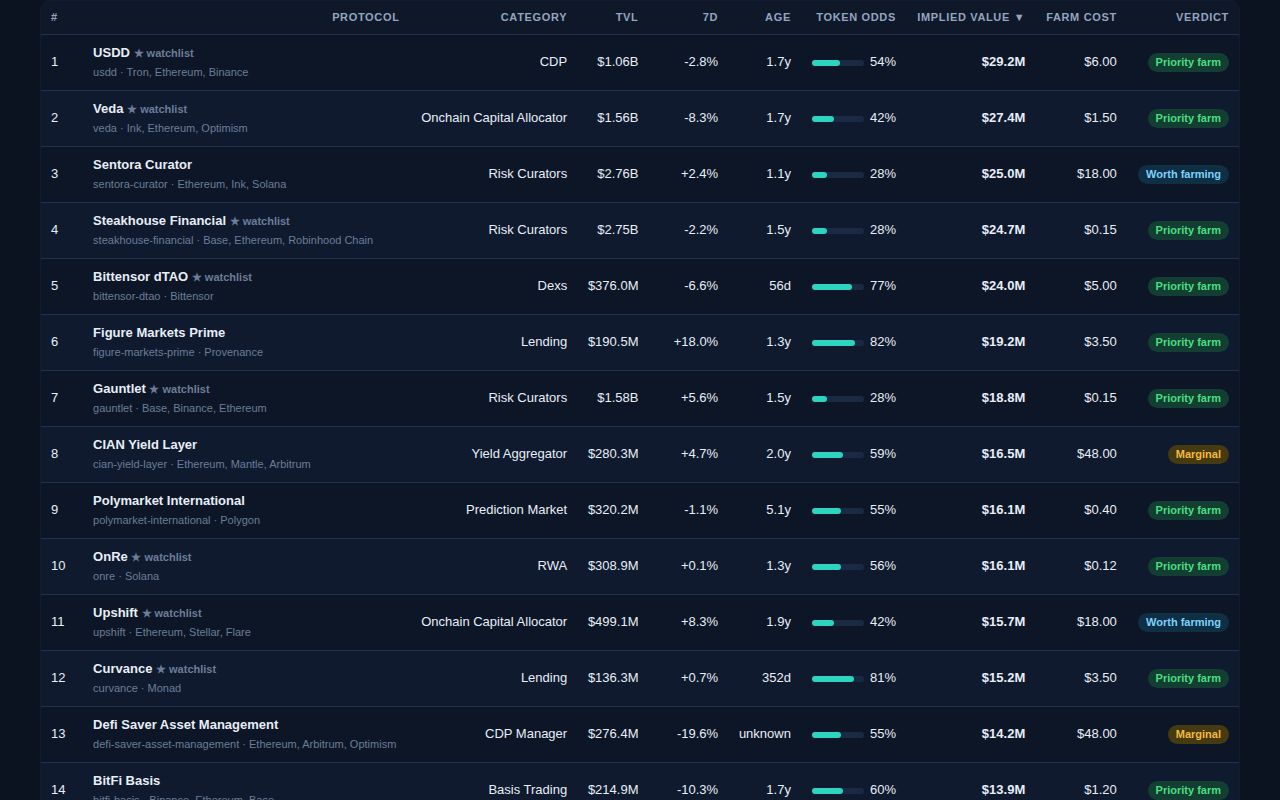 # PROTOCOL CATEGORY TVL 7D AGE TOKEN ODDS IMPLIED VALUE ▼ FARM COST VERDICT
1 USDD ★ watchlist CDP $1.06B -2.8% 1.7y 54% $29.2M $6.00 Priority farm
usdd · Tron, Ethereum, Binance
2 Veda ★ watchlist Onchain Capital Allocator $1.56B -8.3% 1.7y 42% $27.4M $1.50 Priority farm
veda · Ink, Ethereum, Optimism
3 Sentora Curator Risk Curators $2.76B +2.4% 1.1y 28% $25.0M $18.00 Worth farming
sentora-curator · Ethereum, Ink, Solana
4 Steakhouse Financial ★ watchlist Risk Curators $2.75B -2.2% 1.5y 28% $24.7M $0.15 Priority farm
steakhouse-financial · Base, Ethereum, Robinhood Chain
5 Bittensor dTAO ★ watchlist Dexs $376.0M -6.6% 56d 77% $24.0M $5.00 Priority farm
bittensor-dtao · Bittensor
6 Figure Markets Prime Lending $190.5M +18.0% 1.3y 82% $19.2M $3.50 Priority farm
figure-markets-prime · Provenance
7 Gauntlet ★ watchlist Risk Curators $1.58B +5.6% 1.5y 28% $18.8M $0.15 Priority farm
gauntlet · Base, Binance, Ethereum
8 CIAN Yield Layer Yield Aggregator $280.3M +4.7% 2.0y 59% $16.5M $48.00 Marginal
cian-yield-layer · Ethereum, Mantle, Arbitrum
9 Polymarket International Prediction Market $320.2M -1.1% 5.1y 55% $16.1M $0.40 Priority farm
polymarket-international · Polygon
10 OnRe ★ watchlist RWA $308.9M +0.1% 1.3y 56% $16.1M $0.12 Priority farm
onre · Solana
11 Upshift ★ watchlist Onchain Capital Allocator $499.1M +8.3% 1.9y 42% $15.7M $18.00 Worth farming
upshift · Ethereum, Stellar, Flare
12 Curvance ★ watchlist Lending $136.3M +0.7% 352d 81% $15.2M $3.50 Priority farm
curvance · Monad
13 Defi Saver Asset Management CDP Manager $276.4M -19.6% unknown 55% $14.2M $48.00 Marginal
defi-saver-asset-management · Ethereum, Arbitrum, Optimism
14 BitFi Basis Basis Trading $214.9M -10.3% 1.7y 60% $13.9M $1.20 Priority farm
bitfi-basis · Binance, Ethereum, Base